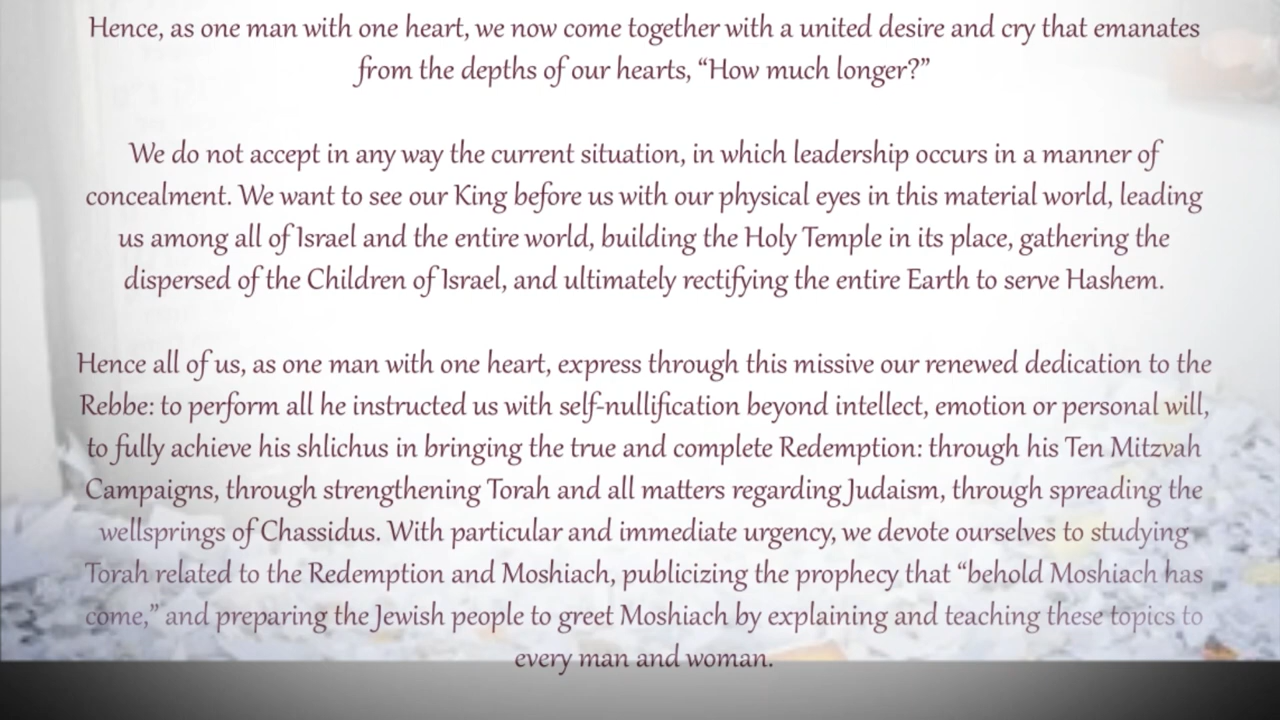 Hence, as one man with one heart, we now come together with a united desire and cry that emanates
from the depths of our hearts, “How much longer?”
We do not accept in any way the current situation, in which leadership occurs in a manner of
concealment. We want to see our King before us with our physical eyes in this material world, leading
us among all of Israel and the entire world, building the Holy Temple in its place, gathering the
dispersed of the Children of Israel, and ultimately rectifying the entire Earth to serve Hashem.
Hence all of us, as one man with one heart, express through this missive our renewed dedication to the
Rebbe: to perform all he instructed us with self-nullification beyond intellect, emotion or personal will,
to fully achieve his shlichus in bringing the true and complete Redemption: through his Ten Mitzvah
Campaigns, through strengthening Torah and all matters regarding Judaism, through spreading the
wellsprings of Chassidus. With particular and immediate urgency, we devote ourselves to studying
Torah related to the Redemption and Moshiach, publicizing the prophecy that “behold Moshiach has
come,” and preparing the Jewish people to greet Moshiach by explaining and teaching these topics to
every man and woman.